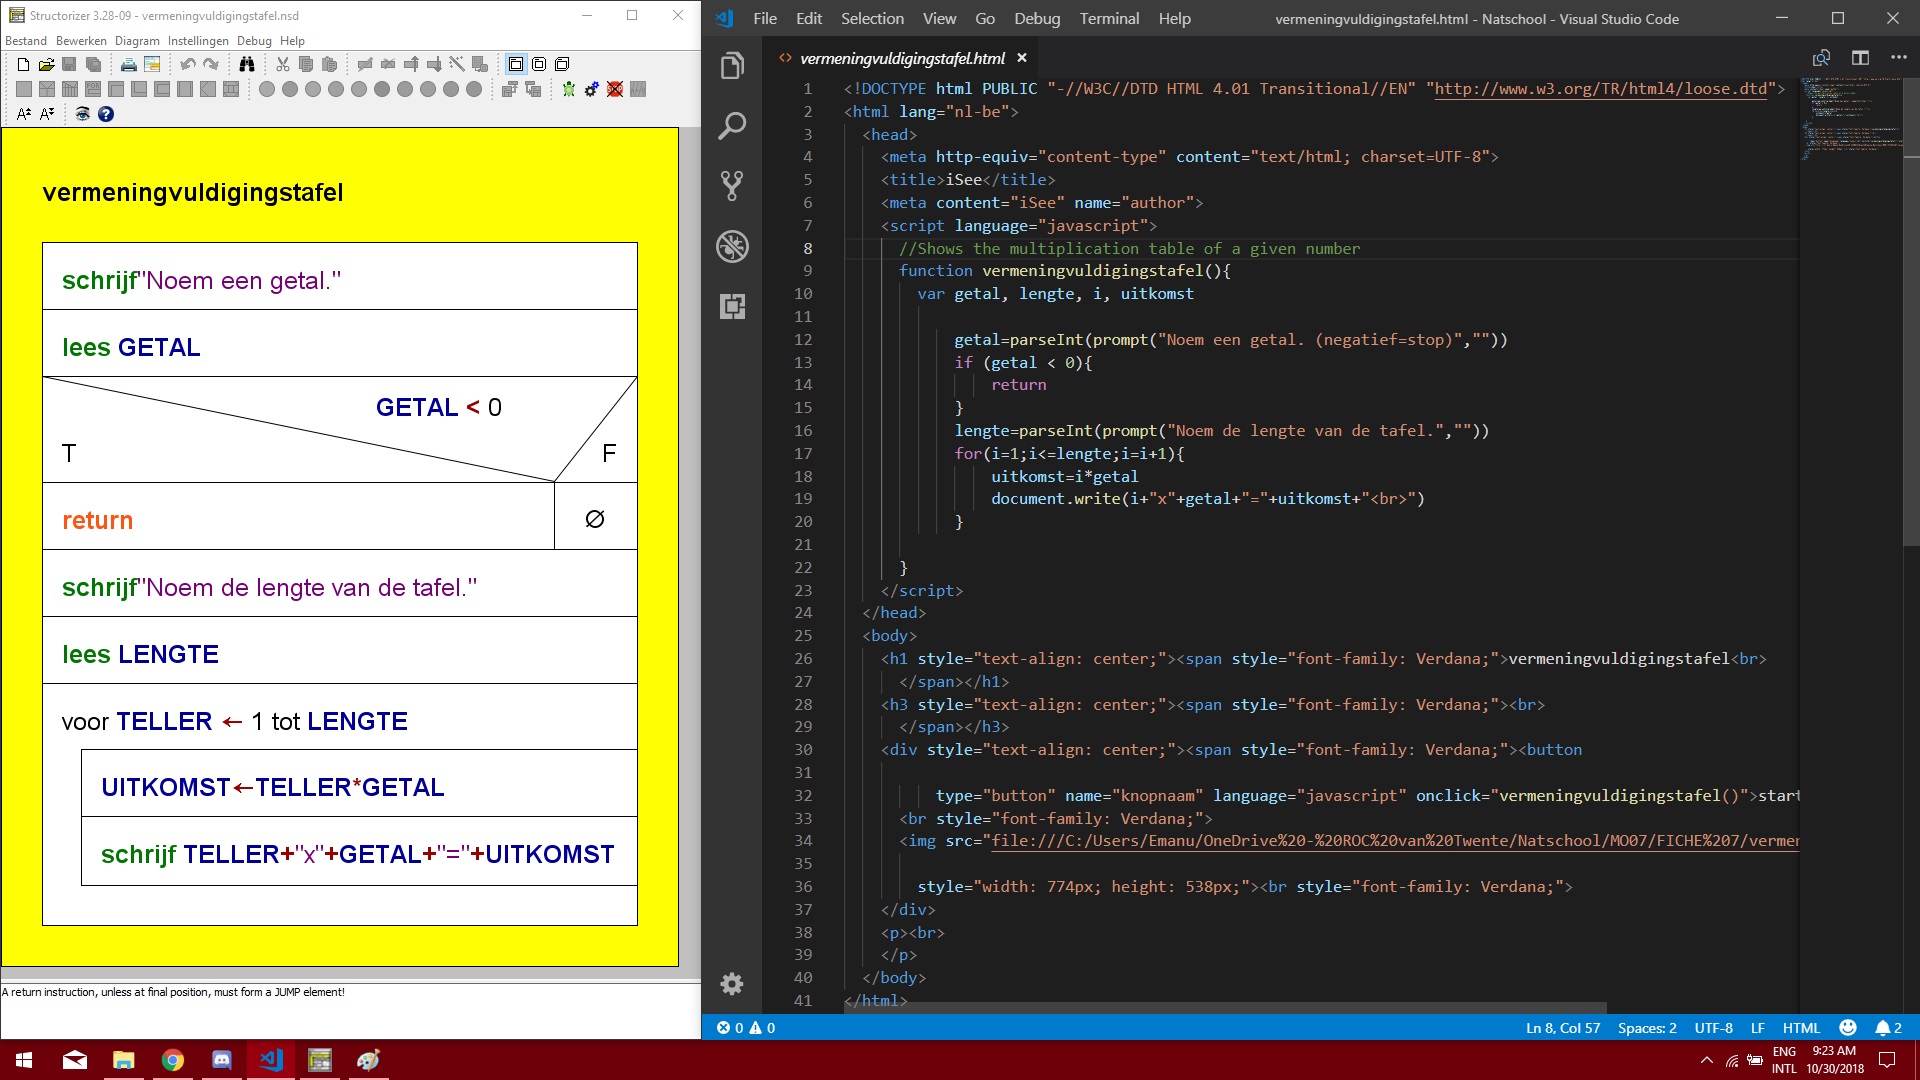 Structorizer 3.28-09 - vermeningvuldigingstafel.nsd
Bestand Bewerken Diagram Instellingen Debug Help
vermeningvuldigingstafel
schrijf"Noem een getal."
lees GETAL
GETAL < 0
T F
return ∅
schrijf"Noem de lengte van de tafel."
lees LENGTE
voor TELLER ← 1 tot LENGTE
UITKOMST←TELLER*GETAL
schrijf TELLER+"x"+GETAL+"="+UITKOMST
A return instruction, unless at final position, must form a JUMP element!
File Edit Selection View Go Debug Terminal Help
vermeningvuldigingstafel.html - Natschool - Visual Studio Code
<> vermeningvuldigingstafel.html ×
1 <!DOCTYPE html PUBLIC "-//W3C//DTD HTML 4.01 Transitional//EN" "http://www.w3.org/TR/html4/loose.dtd">
2 <html lang="nl-be">
3 <head>
4 <meta http-equiv="content-type" content="text/html; charset=UTF-8">
5 <title>iSee</title>
6 <meta content="iSee" name="author">
7 <script language="javascript">
8 //Shows the multiplication table of a given number
9 function vermeningvuldigingstafel(){
10 var getal, lengte, i, uitkomst
11
12 getal=parseInt(prompt("Noem een getal. (negatief=stop)",""))
13 if (getal < 0){
14 return
15 }
16 lengte=parseInt(prompt("Noem de lengte van de tafel.",""))
17 for(i=1;i<=lengte;i=i+1){
18 uitkomst=i*getal
19 document.write(i+"x"+getal+"="+uitkomst+"<br>")
20 }
21
22 }
23 </script>
24 </head>
25 <body>
26 <h1 style="text-align: center;"><span style="font-family: Verdana;">vermeningvuldigingstafel<br>
27 </span></h1>
28 <h3 style="text-align: center;"><span style="font-family: Verdana;"><br>
29 </span></h3>
30 <div style="text-align: center;"><span style="font-family: Verdana;"><button
31
32 type="button" name="knopnaam" language="javascript" onclick="vermeningvuldigingstafel()">start
33 <br style="font-family: Verdana;">
34 <img src="file:///C:/Users/Emanu/OneDrive%20-%20ROC%20van%20Twente/Natschool/MO07/FICHE%207/vermer
35
36 style="width: 774px; height: 538px;"><br style="font-family: Verdana;">
37 </div>
38 <p><br>
39 </p>
40 </body>
41 </html>
0 0 Ln 8, Col 57 Spaces: 2 UTF-8 LF HTML 2
ENG 9:23 AM
INTL 10/30/2018